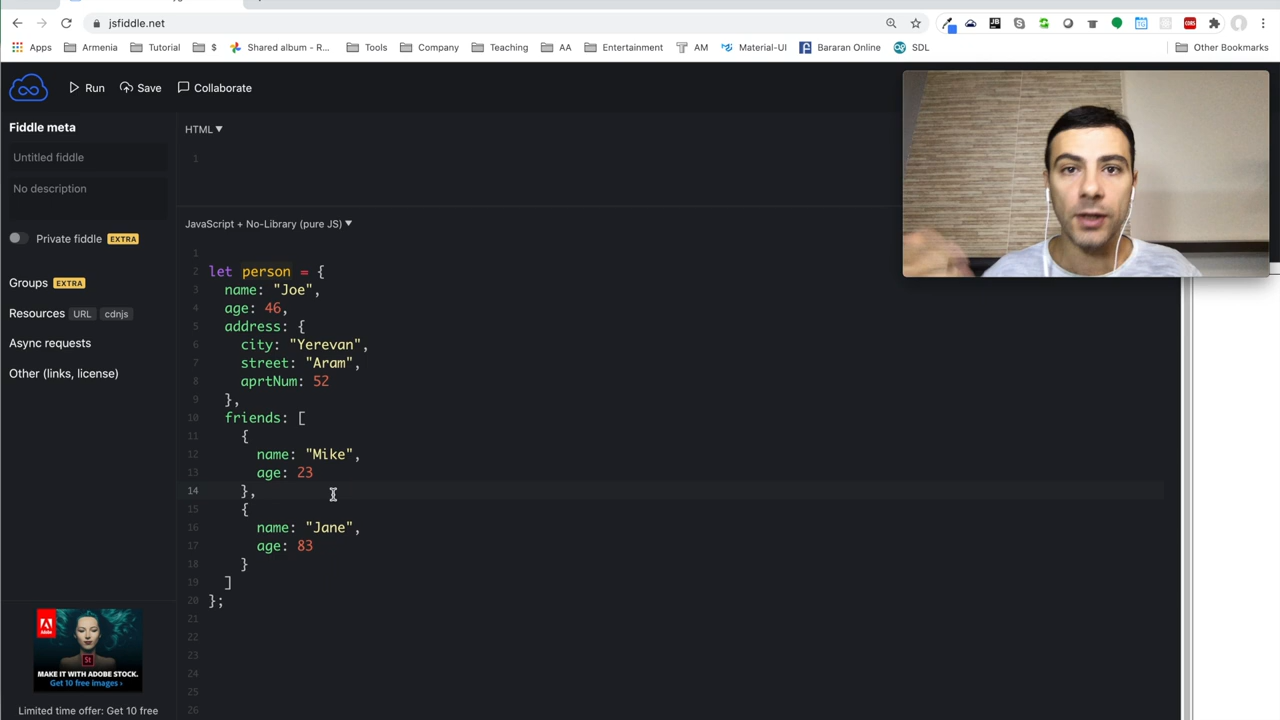 jsfiddle.net
Apps
Armenia
Tutorial
$
Shared album - R...
Tools
Company
Teaching
AA
Entertainment
AM
Material-UI
Bararan Online
SDL
Other Bookmarks
Run
Save
Collaborate
Fiddle meta
Untitled fiddle
No description
Private fiddle EXTRA
Groups EXTRA
Resources URL cdnjs
Async requests
Other (links, license)
MAKE IT WITH ADOBE STOCK.
Get 10 free images ›
Limited time offer: Get 10 free
HTML ▼
1
JavaScript + No-Library (pure JS) ▼
1
2 let person = {
3 name: "Joe",
4 age: 46,
5 address: {
6 city: "Yerevan",
7 street: "Aram",
8 aprtNum: 52
9 },
10 friends: [
11 {
12 name: "Mike",
13 age: 23
14 },
15 {
16 name: "Jane",
17 age: 83
18 }
19 ]
20 };
21
22
23
24
25
26